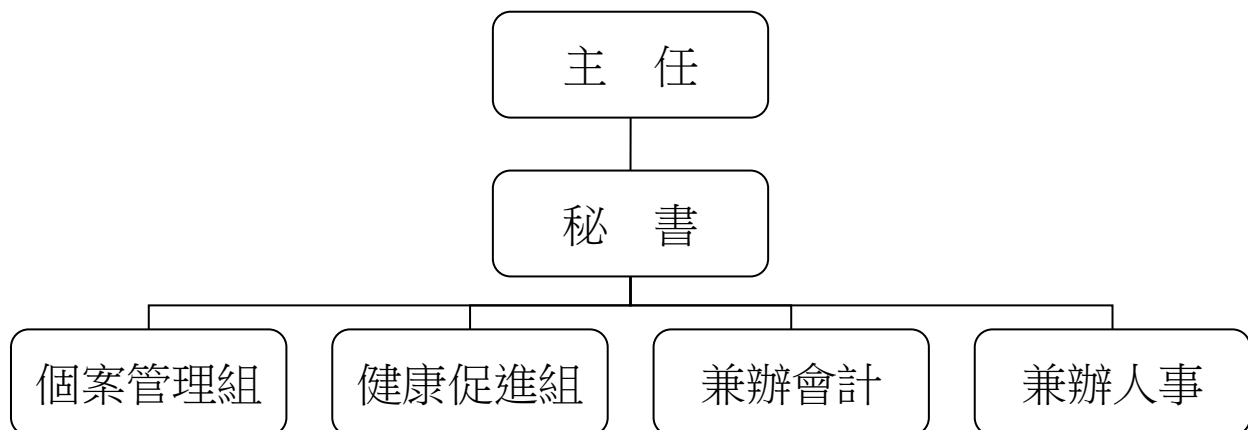 主　任
秘　書
個案管理組
健康促進組
兼辦會計
兼辦人事